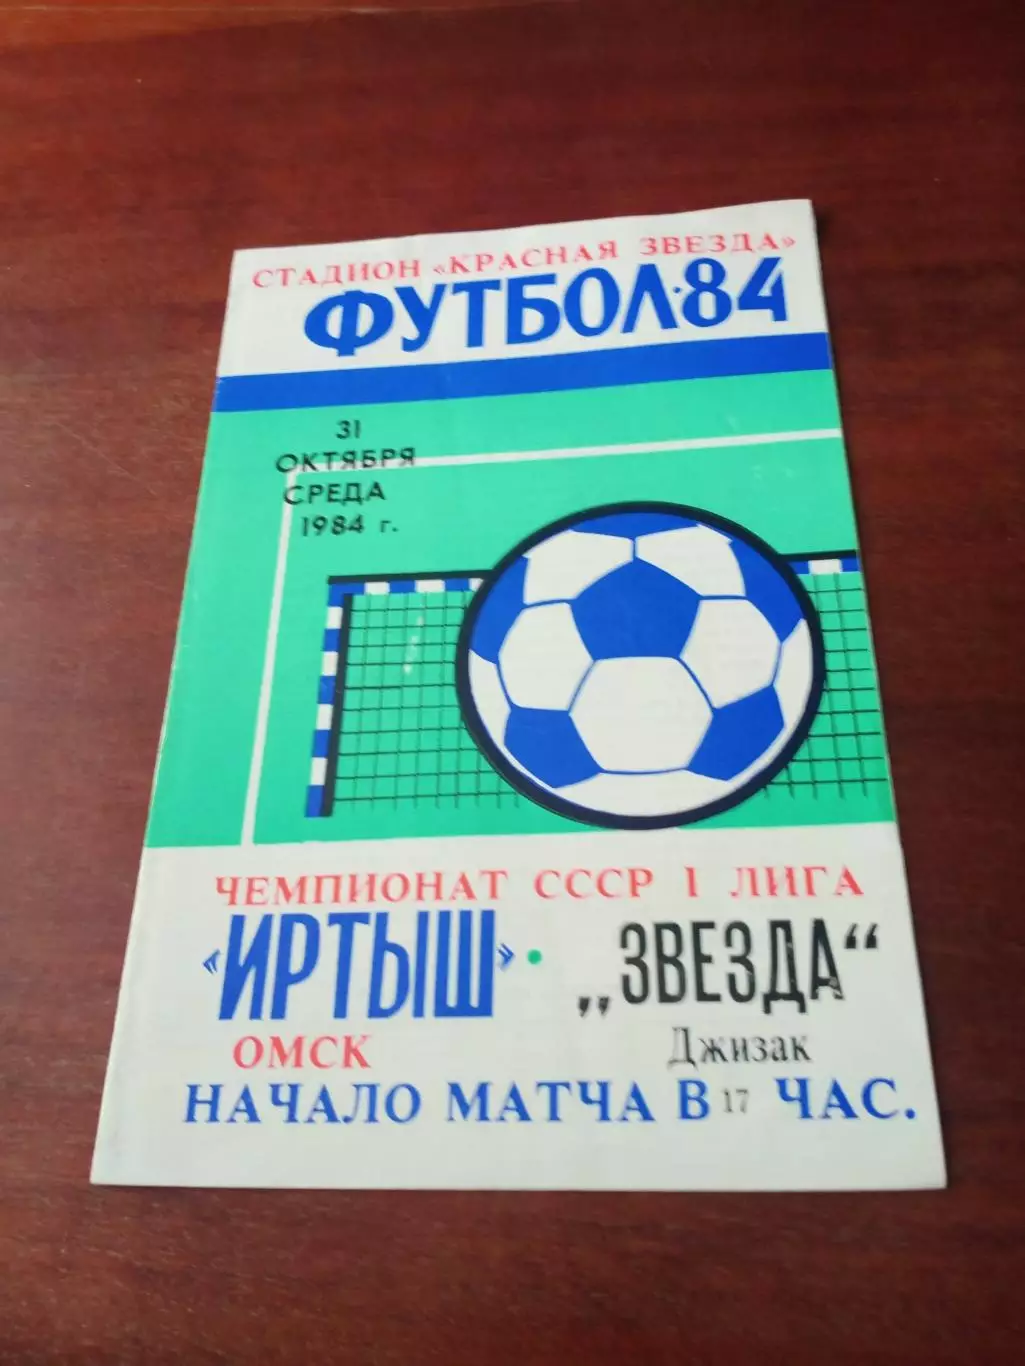 СТАДИОН «КРАСНАЯ ЗВЕЗДА»
ФУТБОЛ·84
31
ОКТЯБРЯ
СРЕДА
1984 г.
ЧЕМПИОНАТ СССР I ЛИГА
«ИРТЫШ» · „ЗВЕЗДА“
ОМСК Джизак
НАЧАЛО МАТЧА В 17 ЧАС.